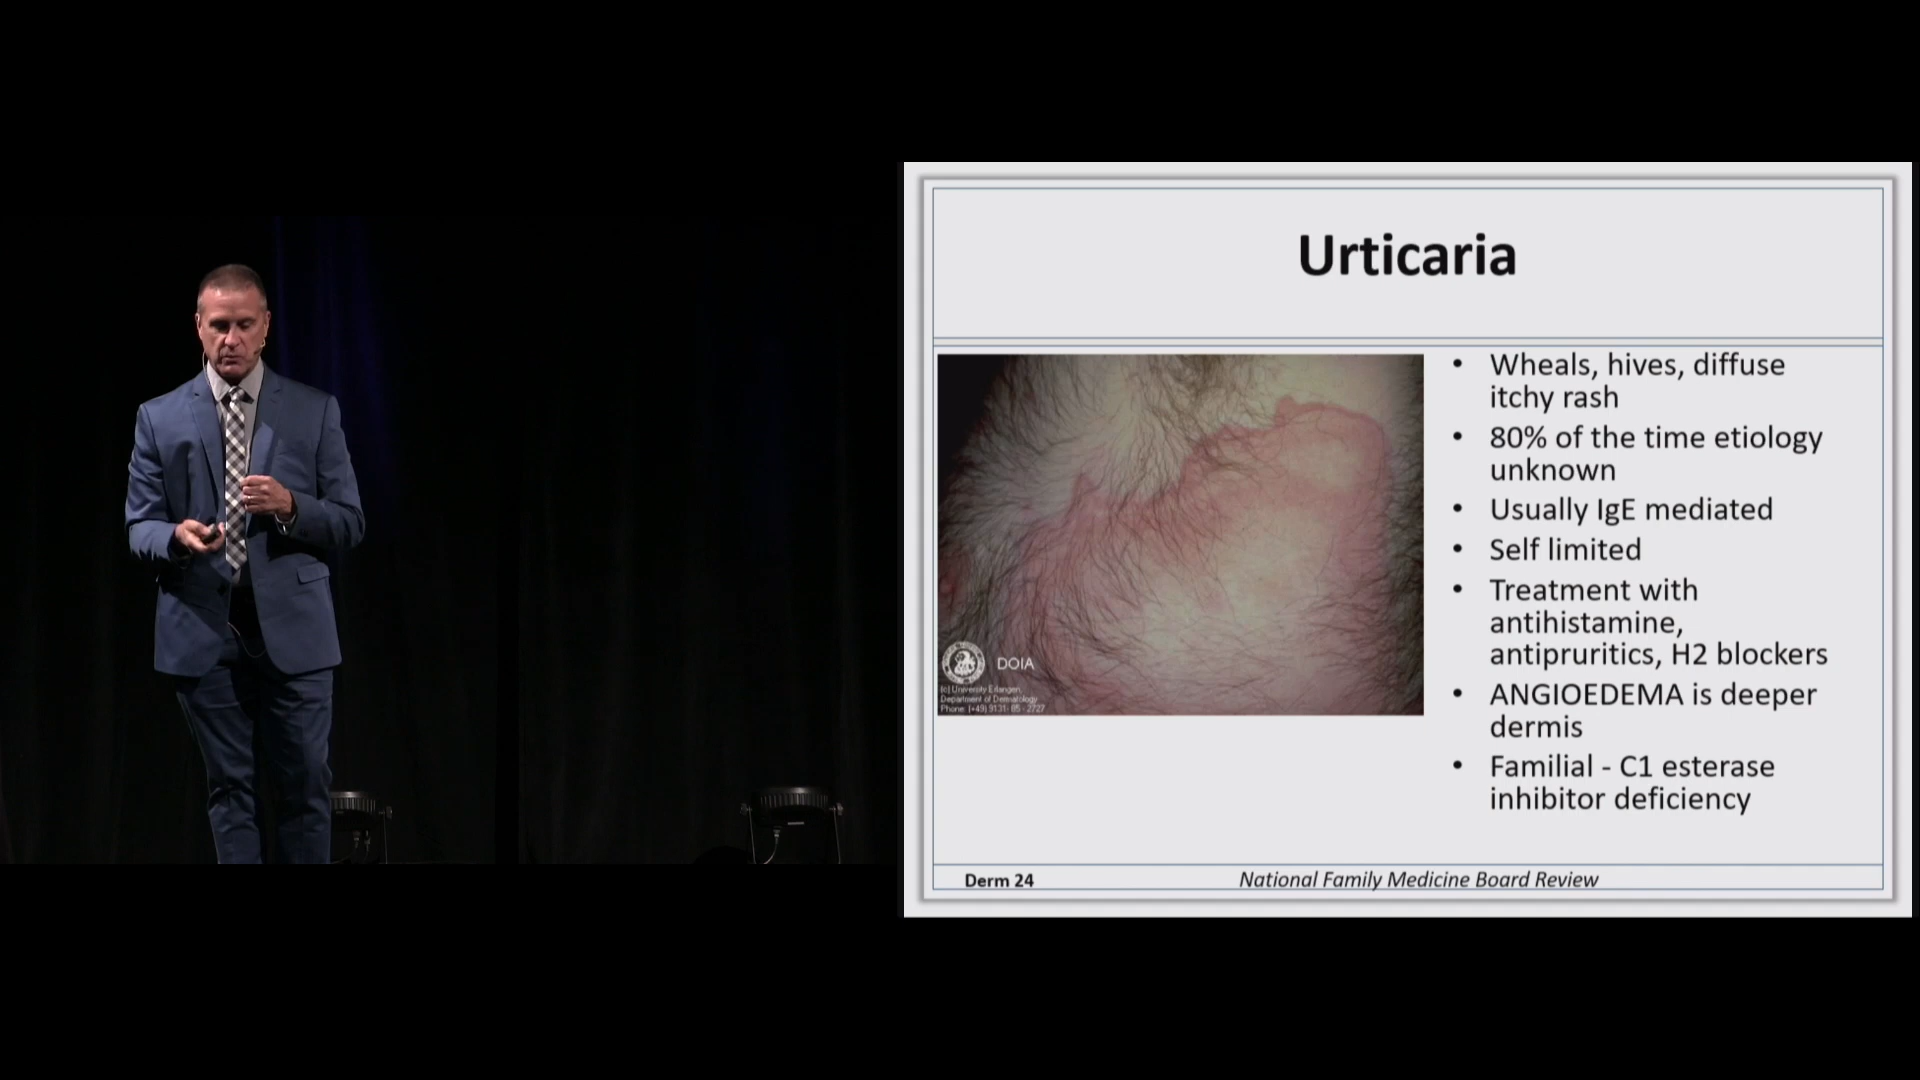 Urticaria
• Wheals, hives, diffuse
itchy rash
• 80% of the time etiology
unknown
• Usually IgE mediated
• Self limited
• Treatment with
antihistamine,
antipruritics, H2 blockers
• ANGIOEDEMA is deeper
dermis
• Familial - C1 esterase
inhibitor deficiency
DOIA
(c) University Erlangen,
Department of Dermatology
Phone: (+49) 9131- 85 - 2727
Derm 24
National Family Medicine Board Review